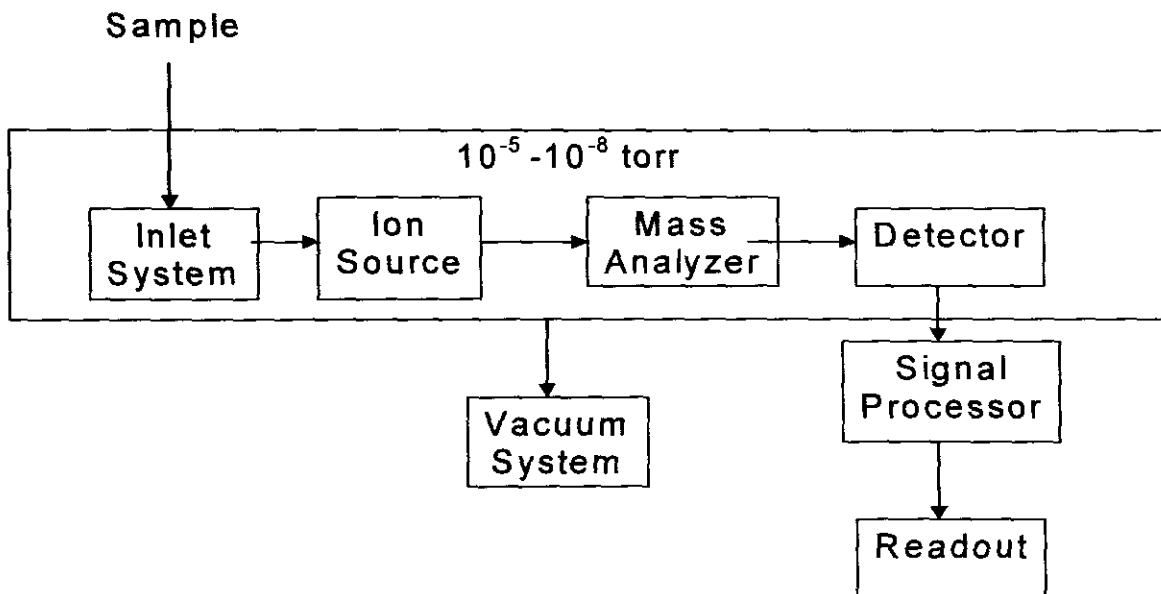 Sample
10⁻⁵ -10⁻⁸ torr
Inlet
System
Ion
Source
Mass
Analyzer
Detector
Vacuum
System
Signal
Processor
Readout